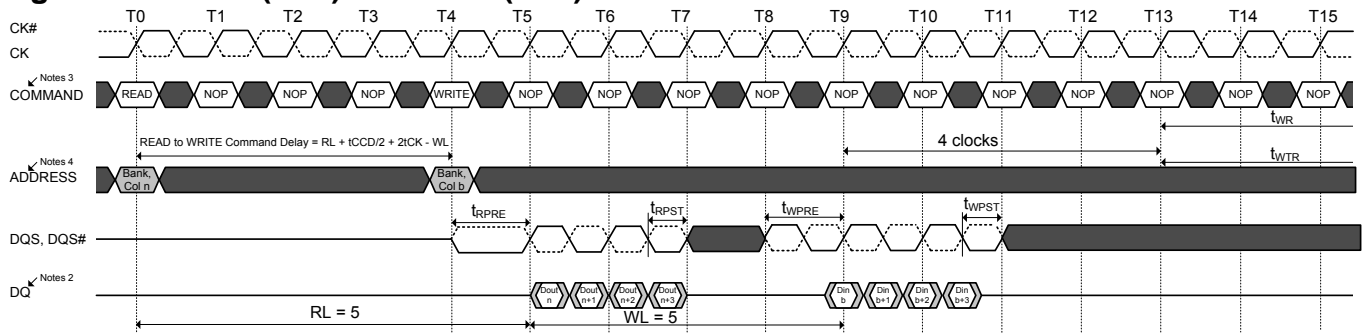 T0 T1 T2 T3 T4 T5 T6 T7 T8 T9 T10 T11 T12 T13 T14 T15
CK#
CK
Notes 3
COMMAND READ NOP NOP NOP WRITE NOP NOP NOP NOP NOP NOP NOP NOP NOP NOP NOP
tWR
READ to WRITE Command Delay = RL + tCCD/2 + 2tCK - WL
4 clocks
tWTR
Notes 4
ADDRESS
Bank, Col n
Bank, Col b
tRPRE tRPST tWPRE tWPST
DQS, DQS#
Notes 2
DQ
Dout n
Dout n+1
Dout n+2
Dout n+3
Din b
Din b+1
Din b+2
Din b+3
RL = 5 WL = 5